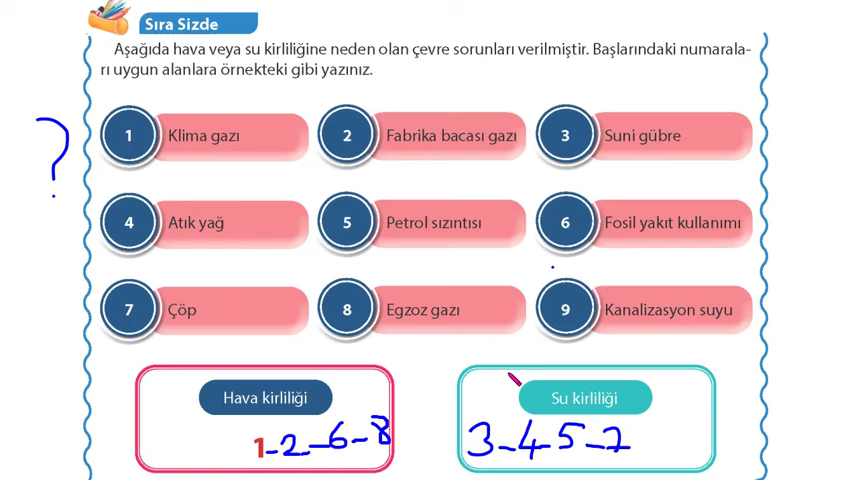 Sıra Sizde
Aşağıda hava veya su kirliliğine neden olan çevre sorunları verilmiştir. Başlarındaki numarala-
rı uygun alanlara örnekteki gibi yazınız.
?
1 Klima gazı 2 Fabrika bacası gazı 3 Suni gübre
4 Atık yağ 5 Petrol sızıntısı 6 Fosil yakıt kullanımı
7 Çöp 8 Egzoz gazı 9 Kanalizasyon suyu
Hava kirliliği
1-2-6-8
Su kirliliği
3-4-5-7